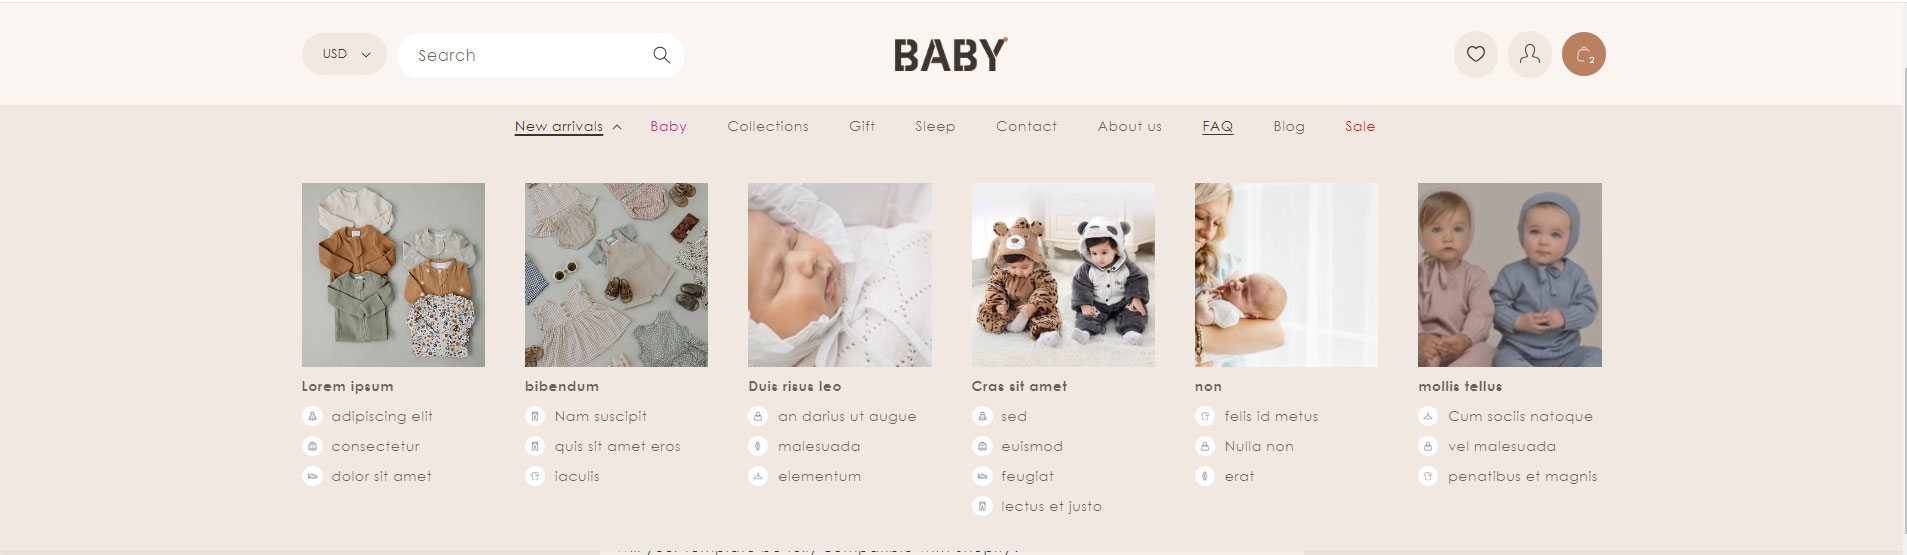 USD
Search
BABY
2
New arrivals
Baby
Collections
Gift
Sleep
Contact
About us
FAQ
Blog
Sale
Lorem ipsum
adipiscing elit
consectetur
dolor sit amet
bibendum
Nam suscipit
quis sit amet eros
iaculis
Duis risus leo
an darius ut augue
malesuada
elementum
Cras sit amet
sed
euismod
feugiat
lectus et justo
non
felis id metus
Nulla non
erat
mollis tellus
Cum sociis natoque
vel malesuada
penatibus et magnis